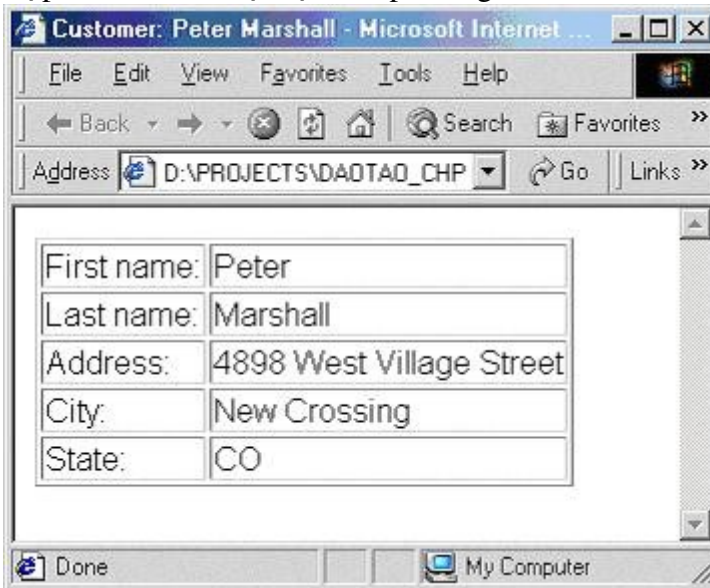 Customer: Peter Marshall - Microsoft Internet ...
File Edit View Favorites Tools Help
Back Search Favorites »
Address D:\PROJECTS\DAOTAO_CHP Go Links »
First name: Peter
Last name: Marshall
Address: 4898 West Village Street
City: New Crossing
State: CO
Done My Computer